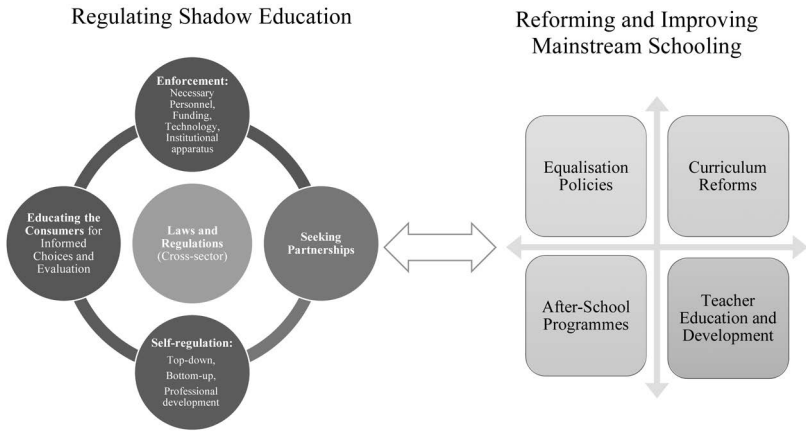 Regulating Shadow Education
Reforming and Improving
Mainstream Schooling
Enforcement:
Necessary
Personnel,
Funding,
Technology,
Institutional
apparatus
Educating the
Consumers for
Informed
Choices and
Evaluation
Laws and
Regulations
(Cross-sector)
Seeking
Partnerships
Self-regulation:
Top-down,
Bottom-up,
Professional
development
Equalisation
Policies
Curriculum
Reforms
After-School
Programmes
Teacher
Education and
Development